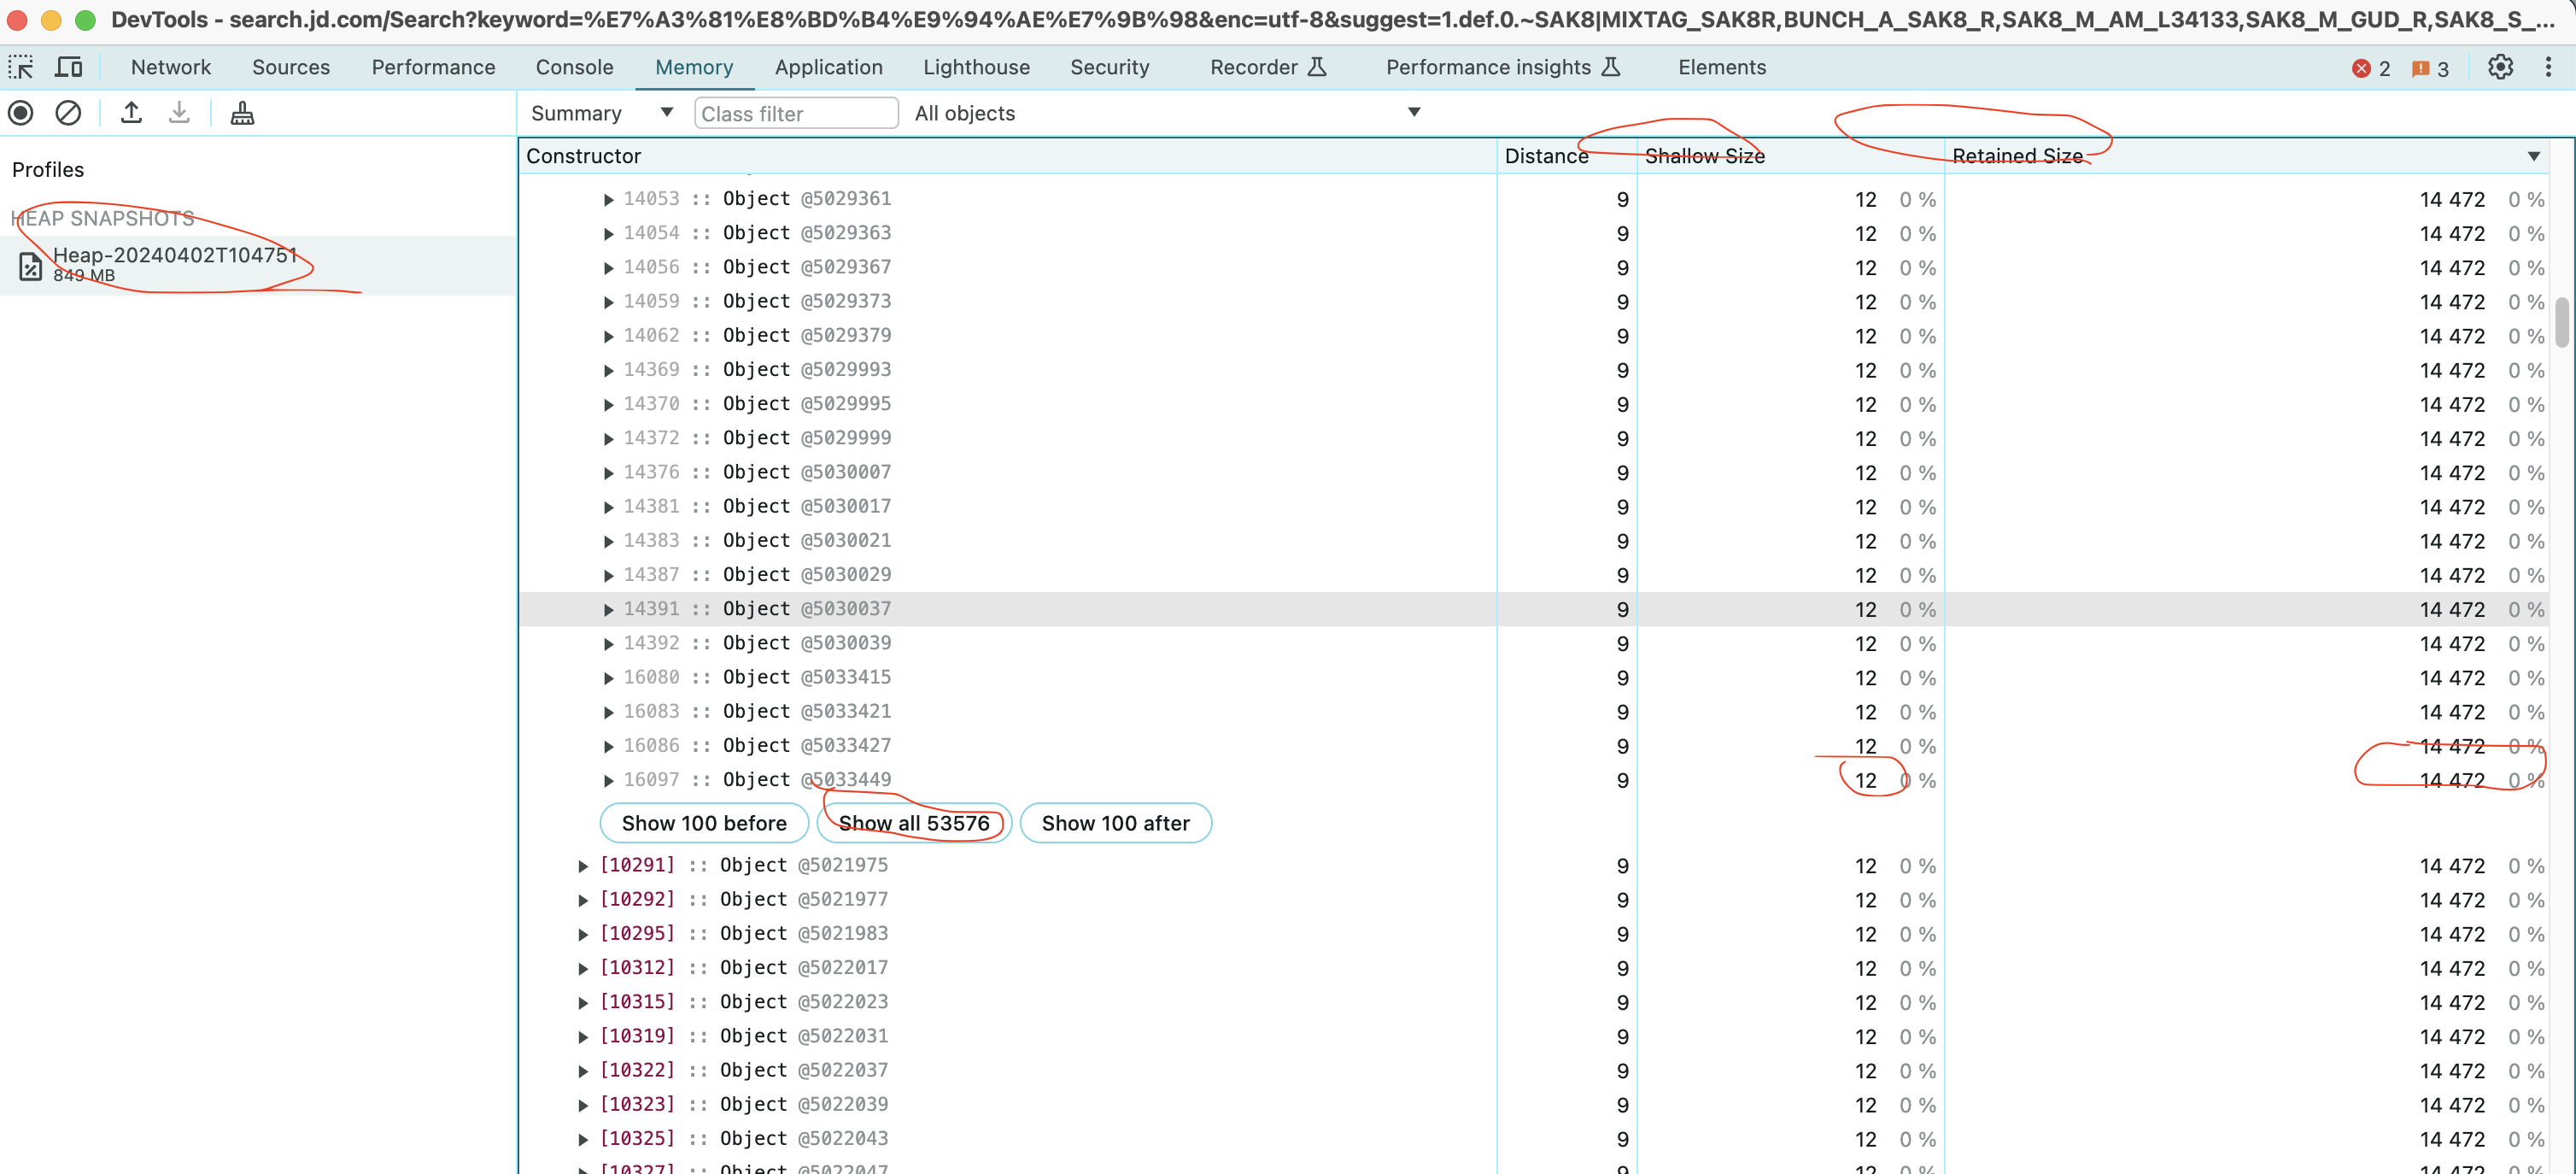 DevTools - search.jd.com/Search?keyword=%E7%A3%81%E8%BD%B4%E9%94%AE%E7%9B%98&enc=utf-8&suggest=1.def.0.~SAK8|MIXTAG_SAK8R,BUNCH_A_SAK8_R,SAK8_M_AM_L34133,SAK8_M_GUD_R,SAK8_S_...
Network Sources Performance Console Memory Application Lighthouse Security Recorder Performance insights Elements 2 3
Summary Class filter All objects
Profiles
HEAP SNAPSHOTS
Heap-20240402T104751
849 MB
Constructor Distance Shallow Size Retained Size
14053 :: Object @5029361 9 12 0 % 14 472 0 %
14054 :: Object @5029363 9 12 0 % 14 472 0 %
14056 :: Object @5029367 9 12 0 % 14 472 0 %
14059 :: Object @5029373 9 12 0 % 14 472 0 %
14062 :: Object @5029379 9 12 0 % 14 472 0 %
14369 :: Object @5029993 9 12 0 % 14 472 0 %
14370 :: Object @5029995 9 12 0 % 14 472 0 %
14372 :: Object @5029999 9 12 0 % 14 472 0 %
14376 :: Object @5030007 9 12 0 % 14 472 0 %
14381 :: Object @5030017 9 12 0 % 14 472 0 %
14383 :: Object @5030021 9 12 0 % 14 472 0 %
14387 :: Object @5030029 9 12 0 % 14 472 0 %
14391 :: Object @5030037 9 12 0 % 14 472 0 %
14392 :: Object @5030039 9 12 0 % 14 472 0 %
16080 :: Object @5033415 9 12 0 % 14 472 0 %
16083 :: Object @5033421 9 12 0 % 14 472 0 %
16086 :: Object @5033427 9 12 0 % 14 472 0 %
16097 :: Object @5033449 9 12 0 % 14 472 0 %
Show 100 before Show all 53576 Show 100 after
[10291] :: Object @5021975 9 12 0 % 14 472 0 %
[10292] :: Object @5021977 9 12 0 % 14 472 0 %
[10295] :: Object @5021983 9 12 0 % 14 472 0 %
[10312] :: Object @5022017 9 12 0 % 14 472 0 %
[10315] :: Object @5022023 9 12 0 % 14 472 0 %
[10319] :: Object @5022031 9 12 0 % 14 472 0 %
[10322] :: Object @5022037 9 12 0 % 14 472 0 %
[10323] :: Object @5022039 9 12 0 % 14 472 0 %
[10325] :: Object @5022043 9 12 0 % 14 472 0 %
[10327] :: Object @5022047 9 12 0 % 14 472 0 %